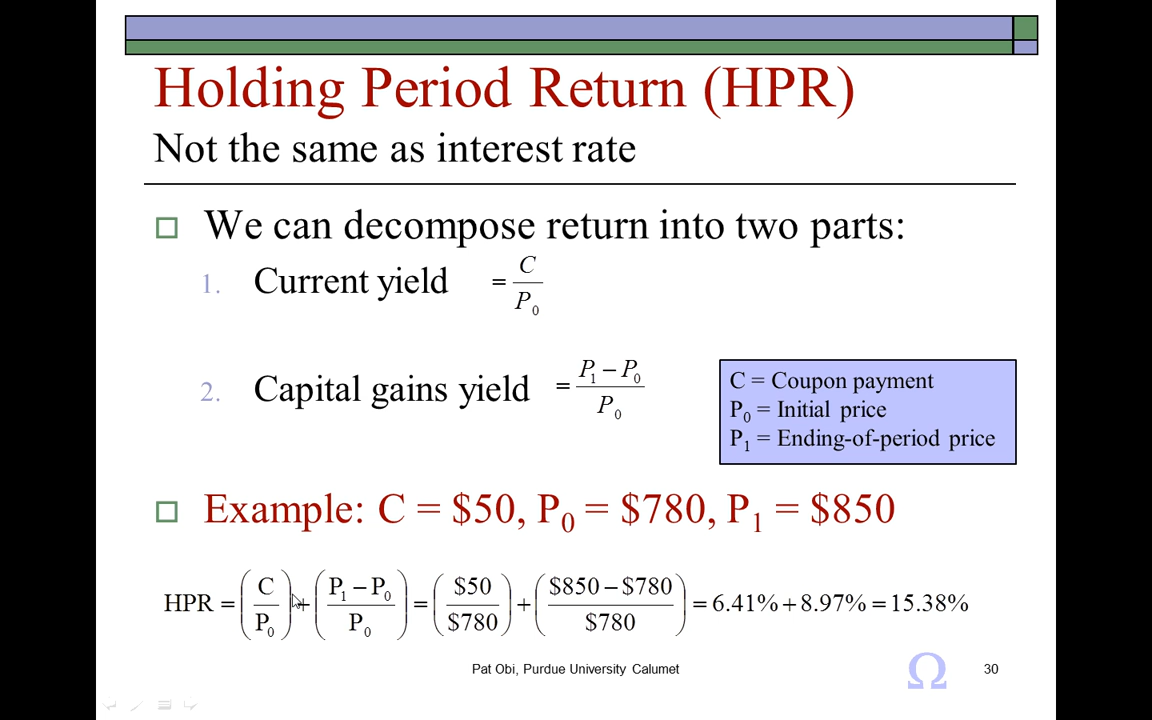 Holding Period Return (HPR)
Not the same as interest rate
We can decompose return into two parts:
1. Current yield = C / P0
2. Capital gains yield = P1 − P0 / P0
C = Coupon payment
P0 = Initial price
P1 = Ending-of-period price
Example: C = $50, P0 = $780, P1 = $850
HPR = (C / P0) + (P1 − P0 / P0) = ($50 / $780) + ($850 − $780 / $780) = 6.41% + 8.97% = 15.38%
Pat Obi, Purdue University Calumet Ω 30